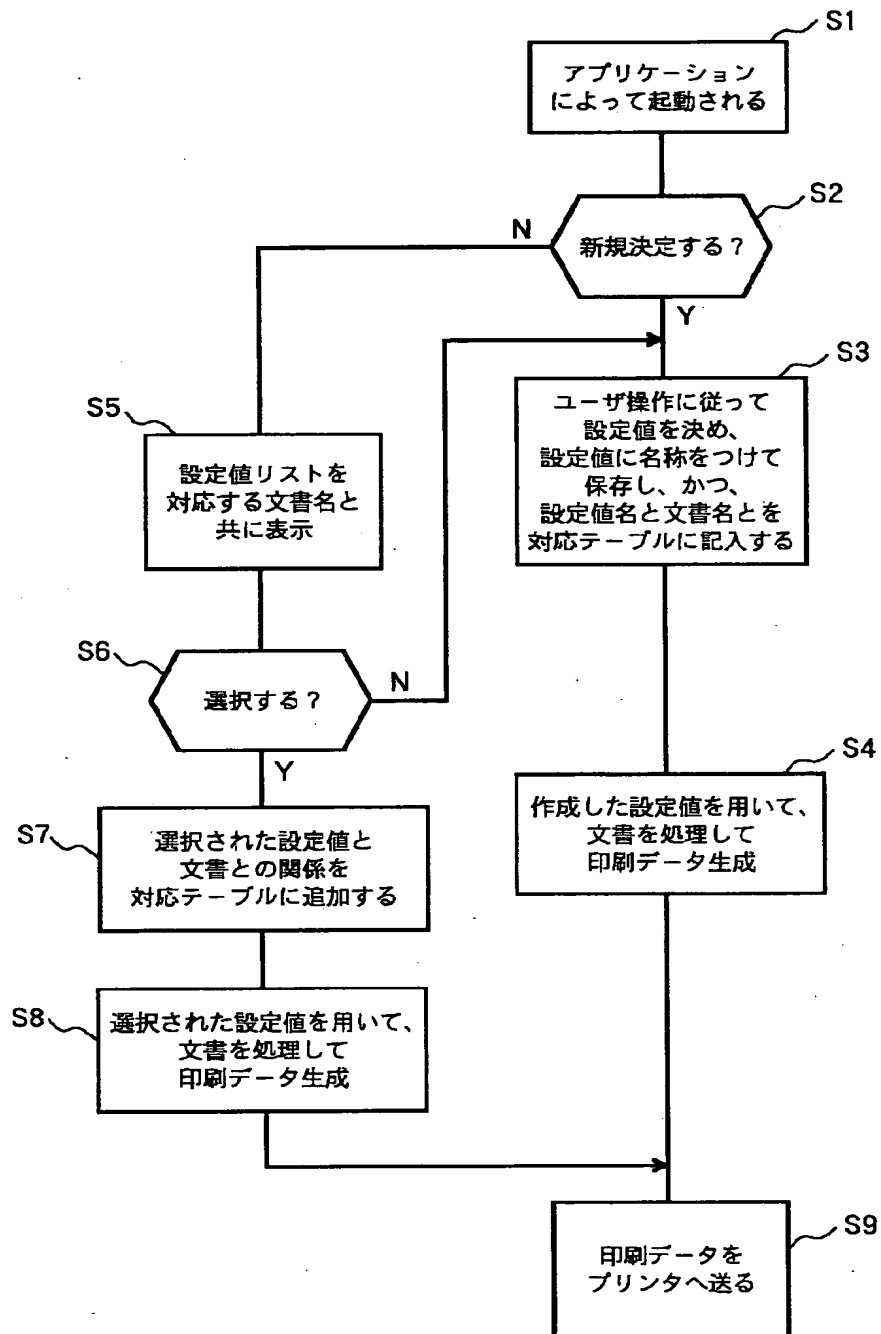 S1
アプリケーション
によって起動される
S2
新規決定する?
N
Y
S3
ユーザ操作に従って
設定値を決め、
設定値に名称をつけて
保存し、かつ、
設定値名と文書名とを
対応テーブルに記入する
S5
設定値リストを
対応する文書名と
共に表示
S6
選択する?
N
Y
S4
作成した設定値を用いて、
文書を処理して
印刷データ生成
S7
選択された設定値と
文書との関係を
対応テーブルに追加する
S8
選択された設定値を用いて、
文書を処理して
印刷データ生成
S9
印刷データを
プリンタへ送る